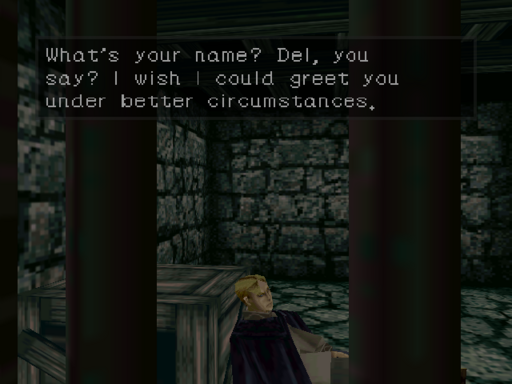 What's your name? Del, you
say? I wish I could greet you
under better circumstances.